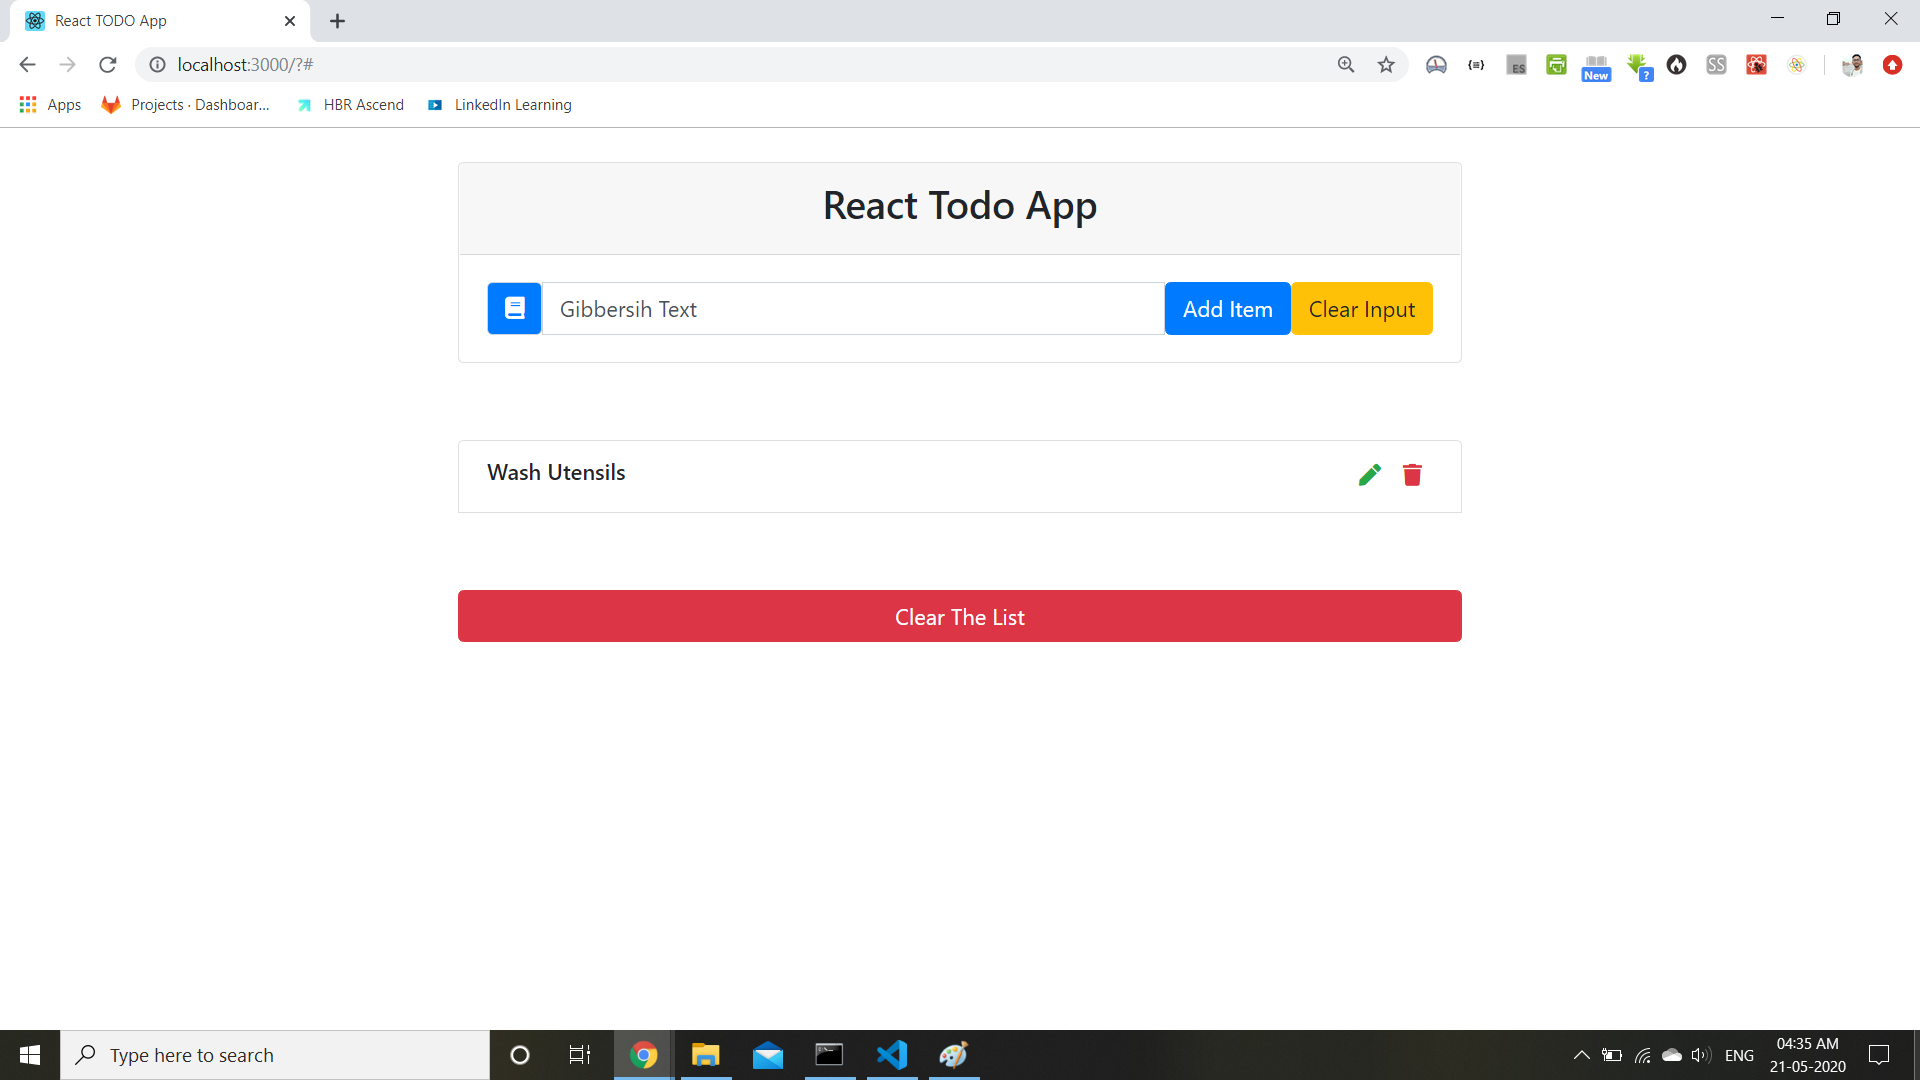 React TODO App
localhost:3000/?#
ES
New
?
SS
Apps
Projects · Dashboar...
HBR Ascend
LinkedIn Learning
React Todo App
Gibbersih Text
Add Item
Clear Input
Wash Utensils
Clear The List
Type here to search
ENG
04:35 AM
21-05-2020